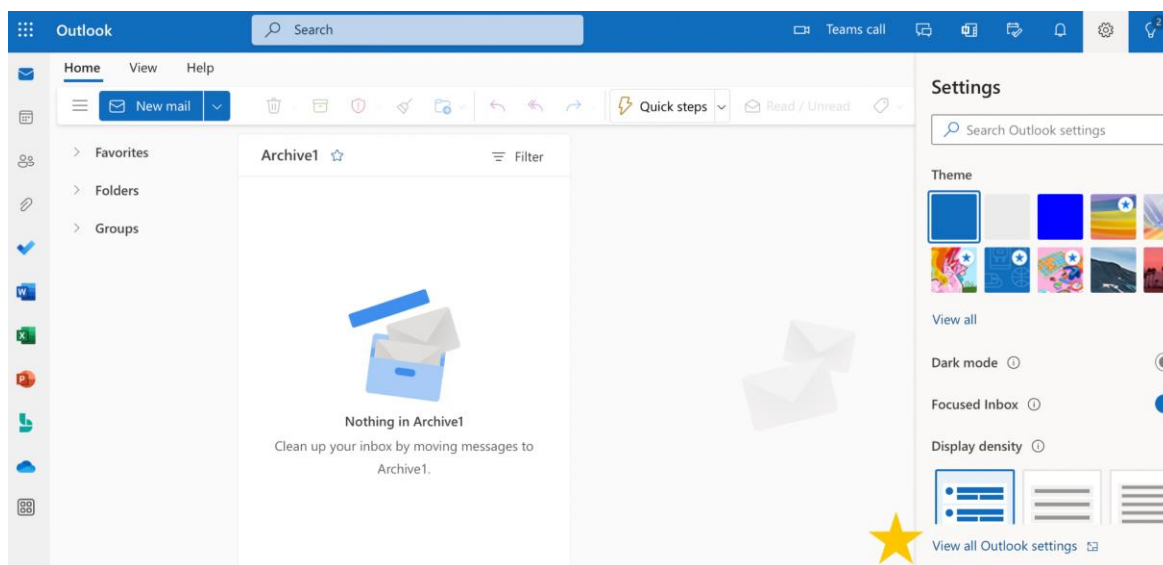 Outlook
Search
Teams call
2
Home View Help
New mail
Quick steps
Read / Unread
Favorites
Folders
Groups
Archive1
Filter
Nothing in Archive1
Clean up your inbox by moving messages to
Archive1.
Settings
Search Outlook settings
Theme
View all
Dark mode
Focused Inbox
Display density
View all Outlook settings